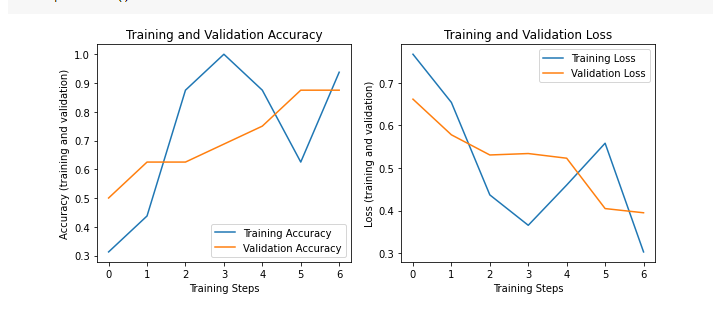 Training and Validation Accuracy
Accuracy (training and validation)
1.0
0.9
0.8
0.7
0.6
0.5
0.4
0.3
Training Accuracy
Validation Accuracy
0 1 2 3 4 5 6
Training Steps
Training and Validation Loss
Loss (training and validation)
Training Loss
Validation Loss
0.7
0.6
0.5
0.4
0.3
0 1 2 3 4 5 6
Training Steps